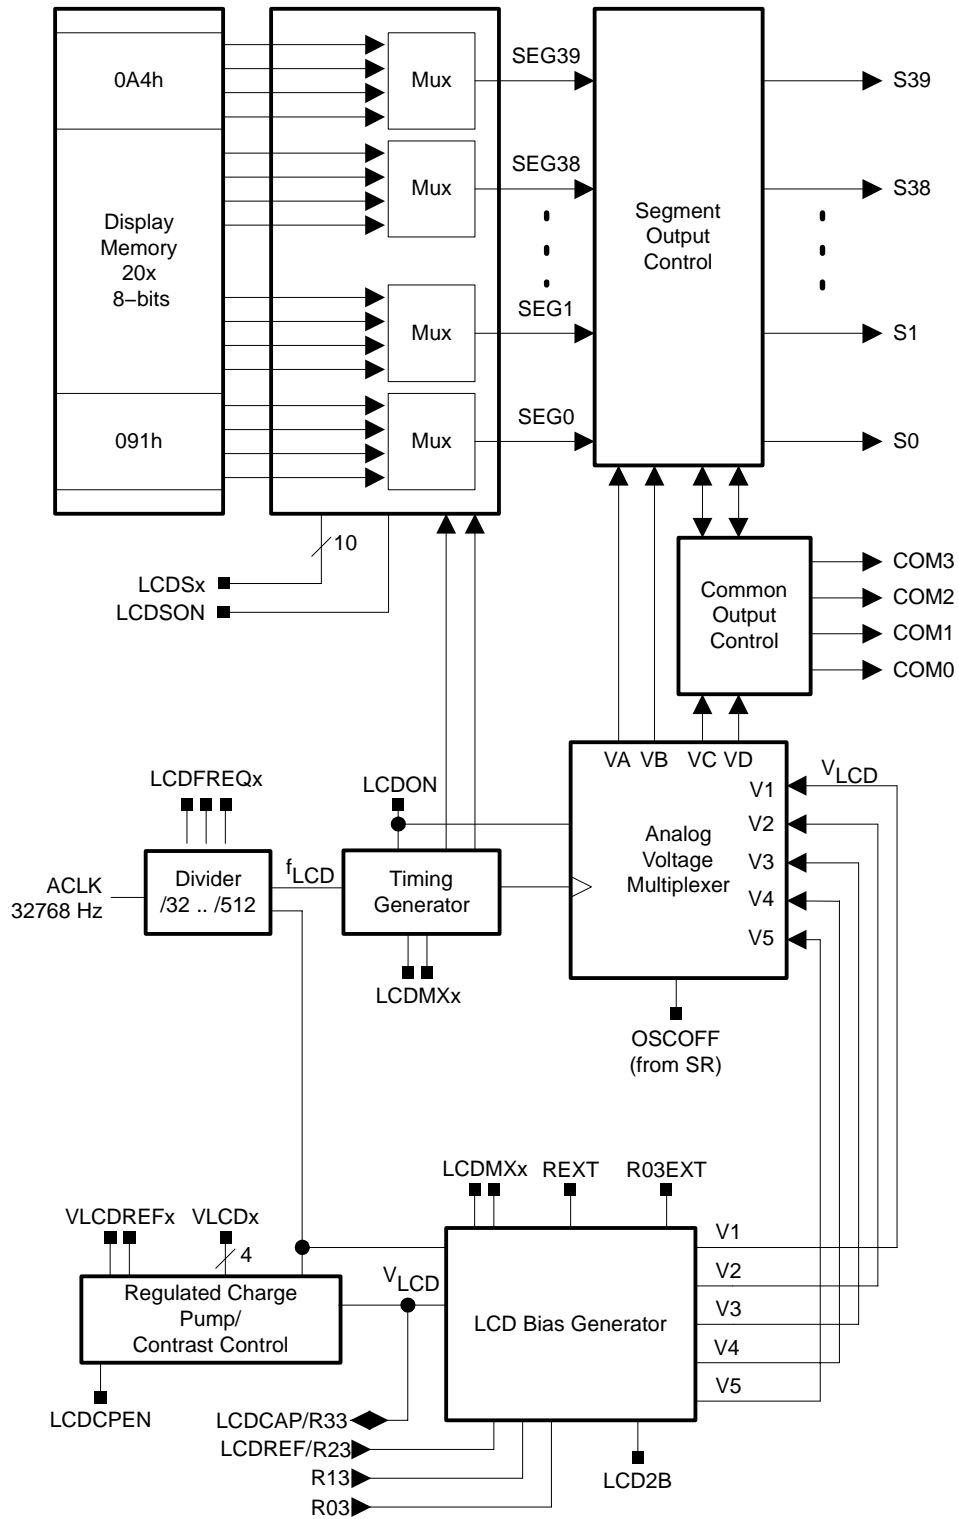 0A4h
Display
Memory
20x
8–bits
091h
Mux
Mux
Mux
Mux
SEG39
SEG38
SEG1
SEG0
Segment
Output
Control
S39
S38
S1
S0
10
LCDSx
LCDSON
Common
Output
Control
COM3
COM2
COM1
COM0
VA VB VC VD
V1
V2
V3
V4
V5
VLCD
Analog
Voltage
Multiplexer
LCDFREQx
LCDON
ACLK
32768 Hz
Divider
/32 .. /512
fLCD
Timing
Generator
LCDMXx
OSCOFF
(from SR)
LCDMXx REXT R03EXT
VLCDREFx VLCDx
4
VLCD
Regulated Charge
Pump/
Contrast Control
LCD Bias Generator
V1
V2
V3
V4
V5
LCDCPEN
LCDCAP/R33
LCDREF/R23
R13
R03
LCD2B